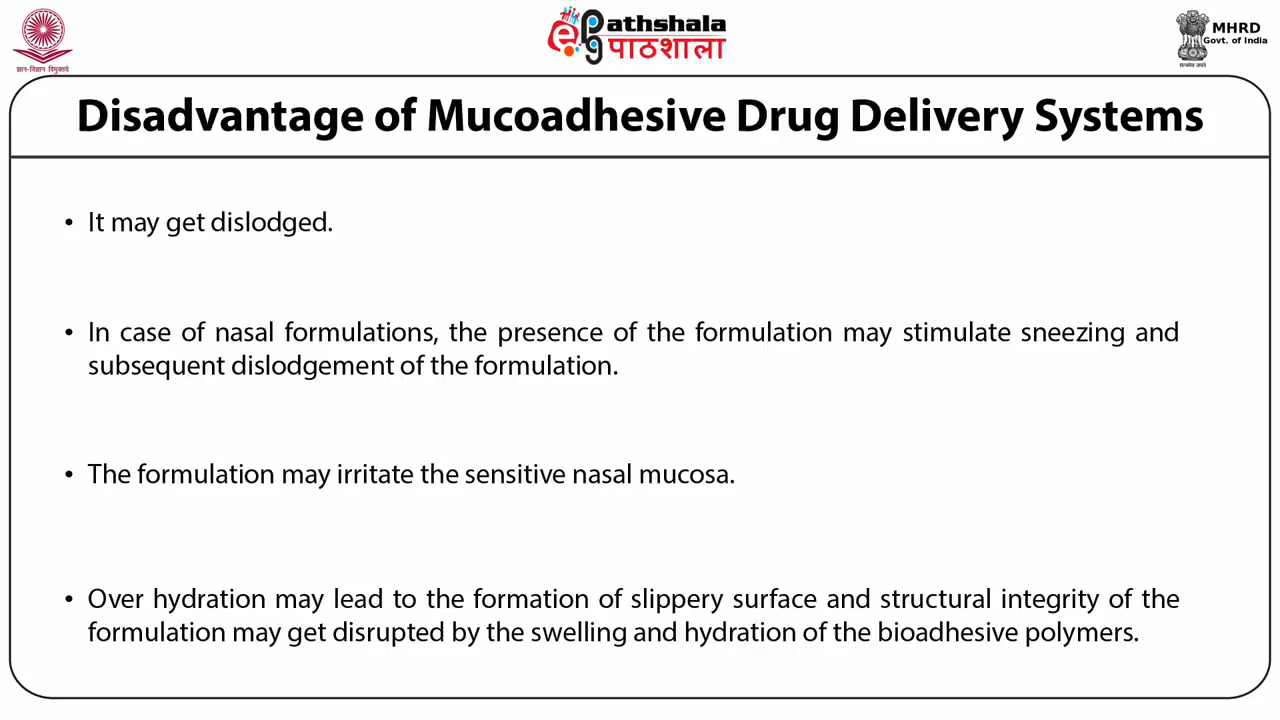 ज्ञान-विज्ञान विमुक्तये
ePathshala
पाठशाला
MHRD
Govt. of India
सत्यमेव जयते
Disadvantage of Mucoadhesive Drug Delivery Systems
• It may get dislodged.
• In case of nasal formulations, the presence of the formulation may stimulate sneezing and
subsequent dislodgement of the formulation.
• The formulation may irritate the sensitive nasal mucosa.
• Over hydration may lead to the formation of slippery surface and structural integrity of the
formulation may get disrupted by the swelling and hydration of the bioadhesive polymers.